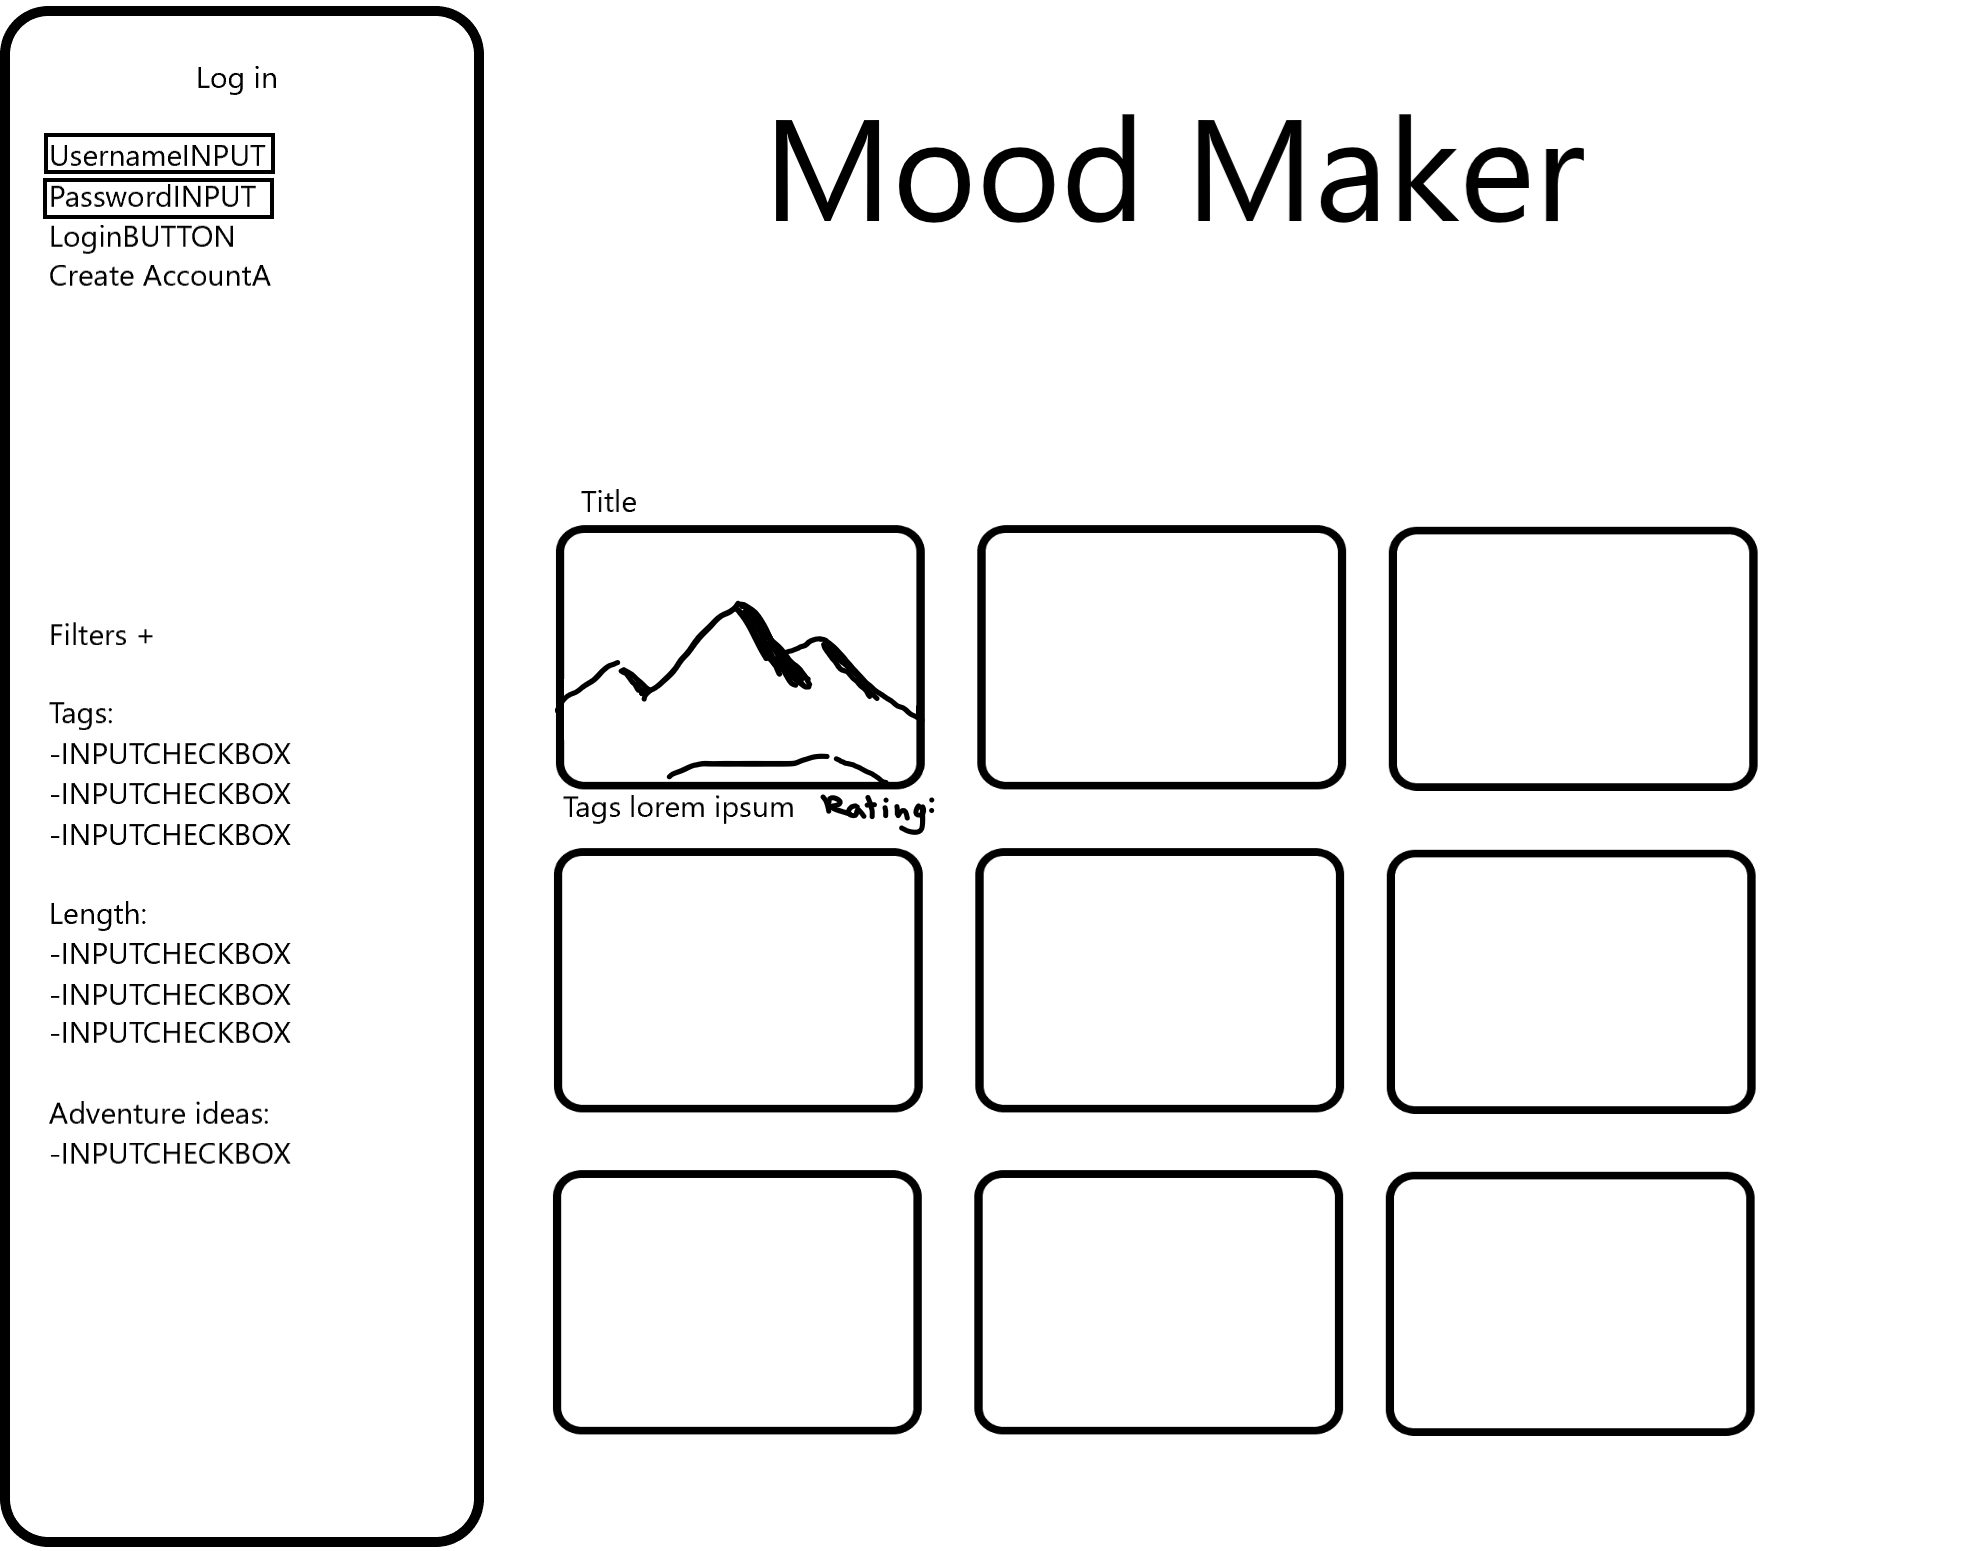 Log in
UsernameINPUT
PasswordINPUT
LoginBUTTON
Create AccountA
Filters +
Tags:
-INPUTCHECKBOX
-INPUTCHECKBOX
-INPUTCHECKBOX
Length:
-INPUTCHECKBOX
-INPUTCHECKBOX
-INPUTCHECKBOX
Adventure ideas:
-INPUTCHECKBOX
Mood Maker
Title
Tags lorem ipsum Rating: